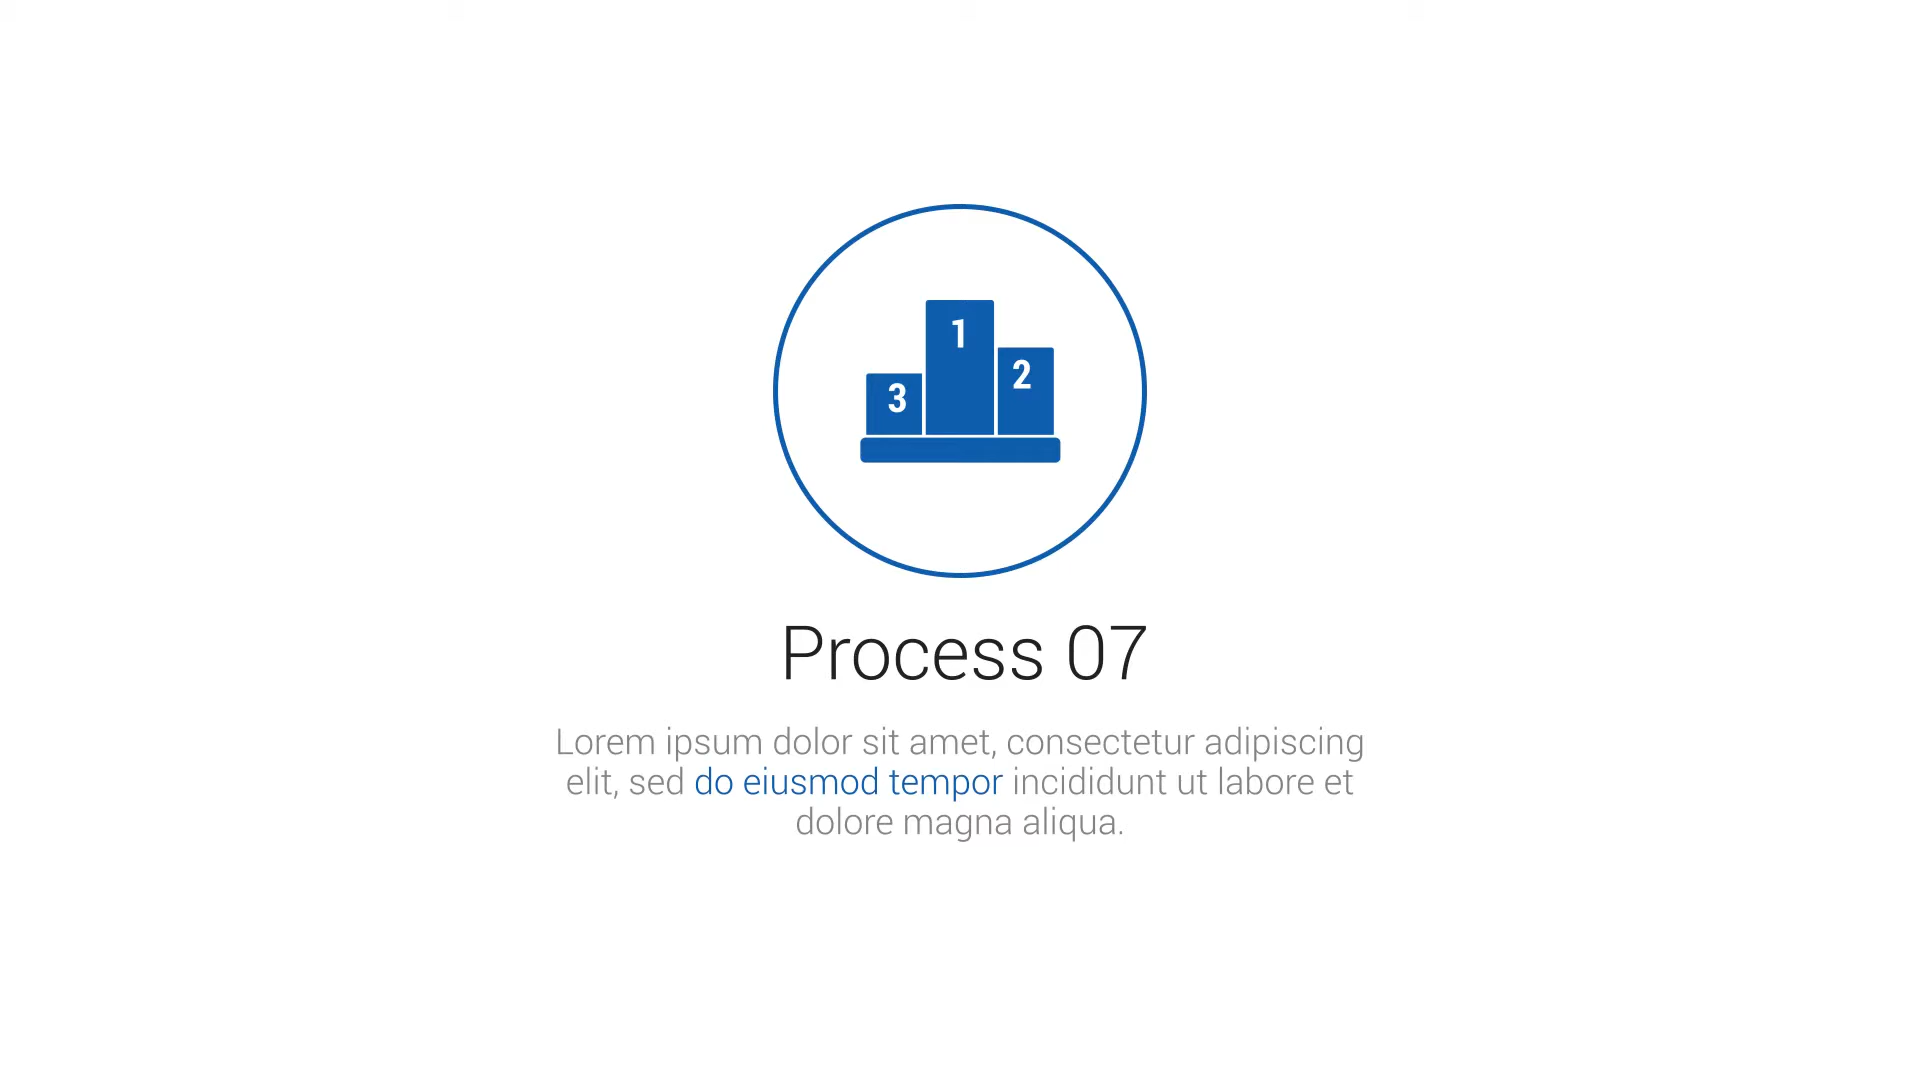 1
2
3
Process 07
Lorem ipsum dolor sit amet, consectetur adipiscing
elit, sed do eiusmod tempor incididunt ut labore et
dolore magna aliqua.